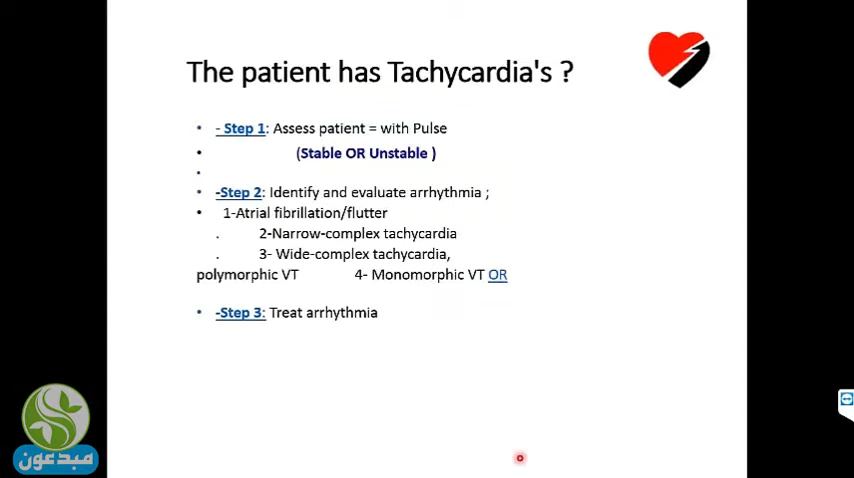 The patient has Tachycardia's ?
• - Step 1: Assess patient = with Pulse
• (Stable OR Unstable )
•
• -Step 2: Identify and evaluate arrhythmia ;
• 1-Atrial fibrillation/flutter
. 2-Narrow-complex tachycardia
. 3- Wide-complex tachycardia,
polymorphic VT 4- Monomorphic VT OR
• -Step 3: Treat arrhythmia
مبدعون